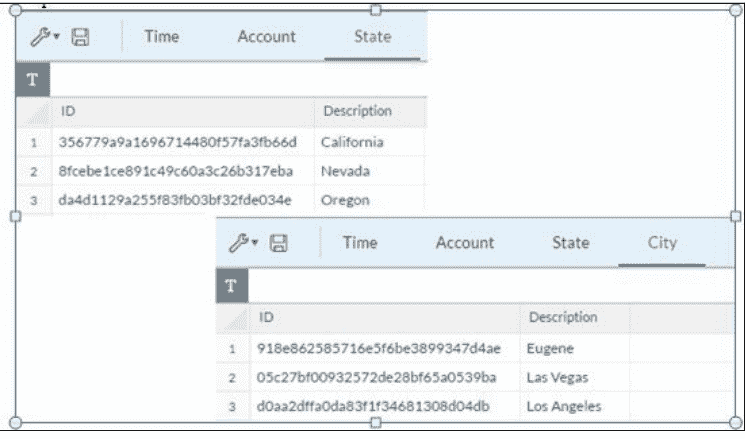 Time Account State
T
ID Description
1 356779a9a1696714480f57fa3fb66d California
2 8fcebe1ce891c49c60a3c26b317eba Nevada
3 da4d1129a255f83fb03bf32fde034e Oregon
Time Account State City
T
ID Description
1 918e862585716e5f6be3899347d4ae Eugene
2 05c27bf00932572de28bf65a0539ba Las Vegas
3 d0aa2dffa0da83f1f34681308d04db Los Angeles